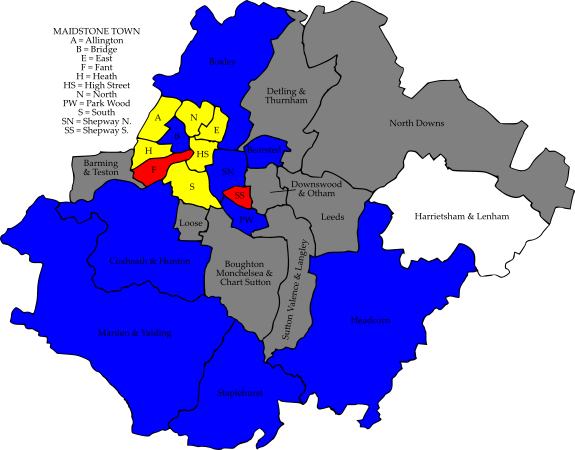 MAIDSTONE TOWN
A = Allington
B = Bridge
E = East
F = Fant
H = Heath
HS = High Street
N = North
PW = Park Wood
S = South
SN = Shepway N.
SS = Shepway S.
Boxley
Detling &
Thurnham
North Downs
A
N
E
B
H
HS
Bearsted
Barming
& Teston
F
SN
S
SS
Downswood
& Otham
Harrietsham & Lenham
Leeds
Loose
PW
Coxheath & Hunton
Boughton
Monchelsea &
Chart Sutton
Sutton Valence & Langley
Headcorn
Marden & Yalding
Staplehurst